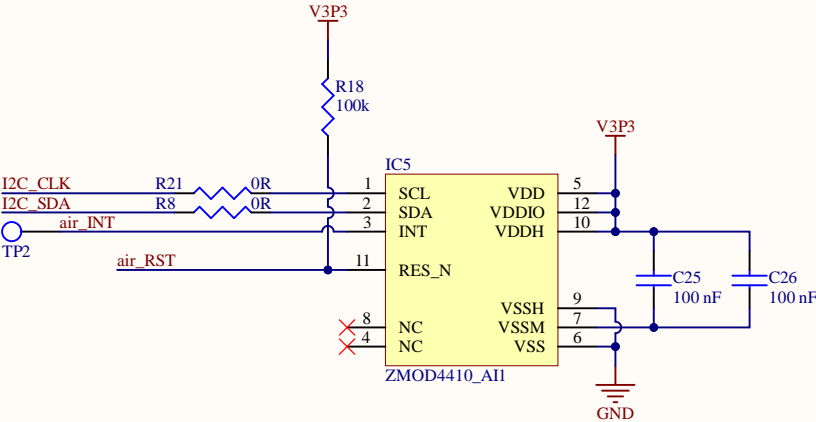 V3P3
R18
100k
V3P3
IC5
I2C_CLK R21 0R 1 SCL VDD 5
I2C_SDA R8 0R 2 SDA VDDIO 12
air_INT 3 INT VDDH 10
TP2
air_RST 11 RES_N
C25 C26
100 nF 100 nF
VSSH 9
8 NC VSSM 7
4 NC VSS 6
ZMOD4410_AI1
GND